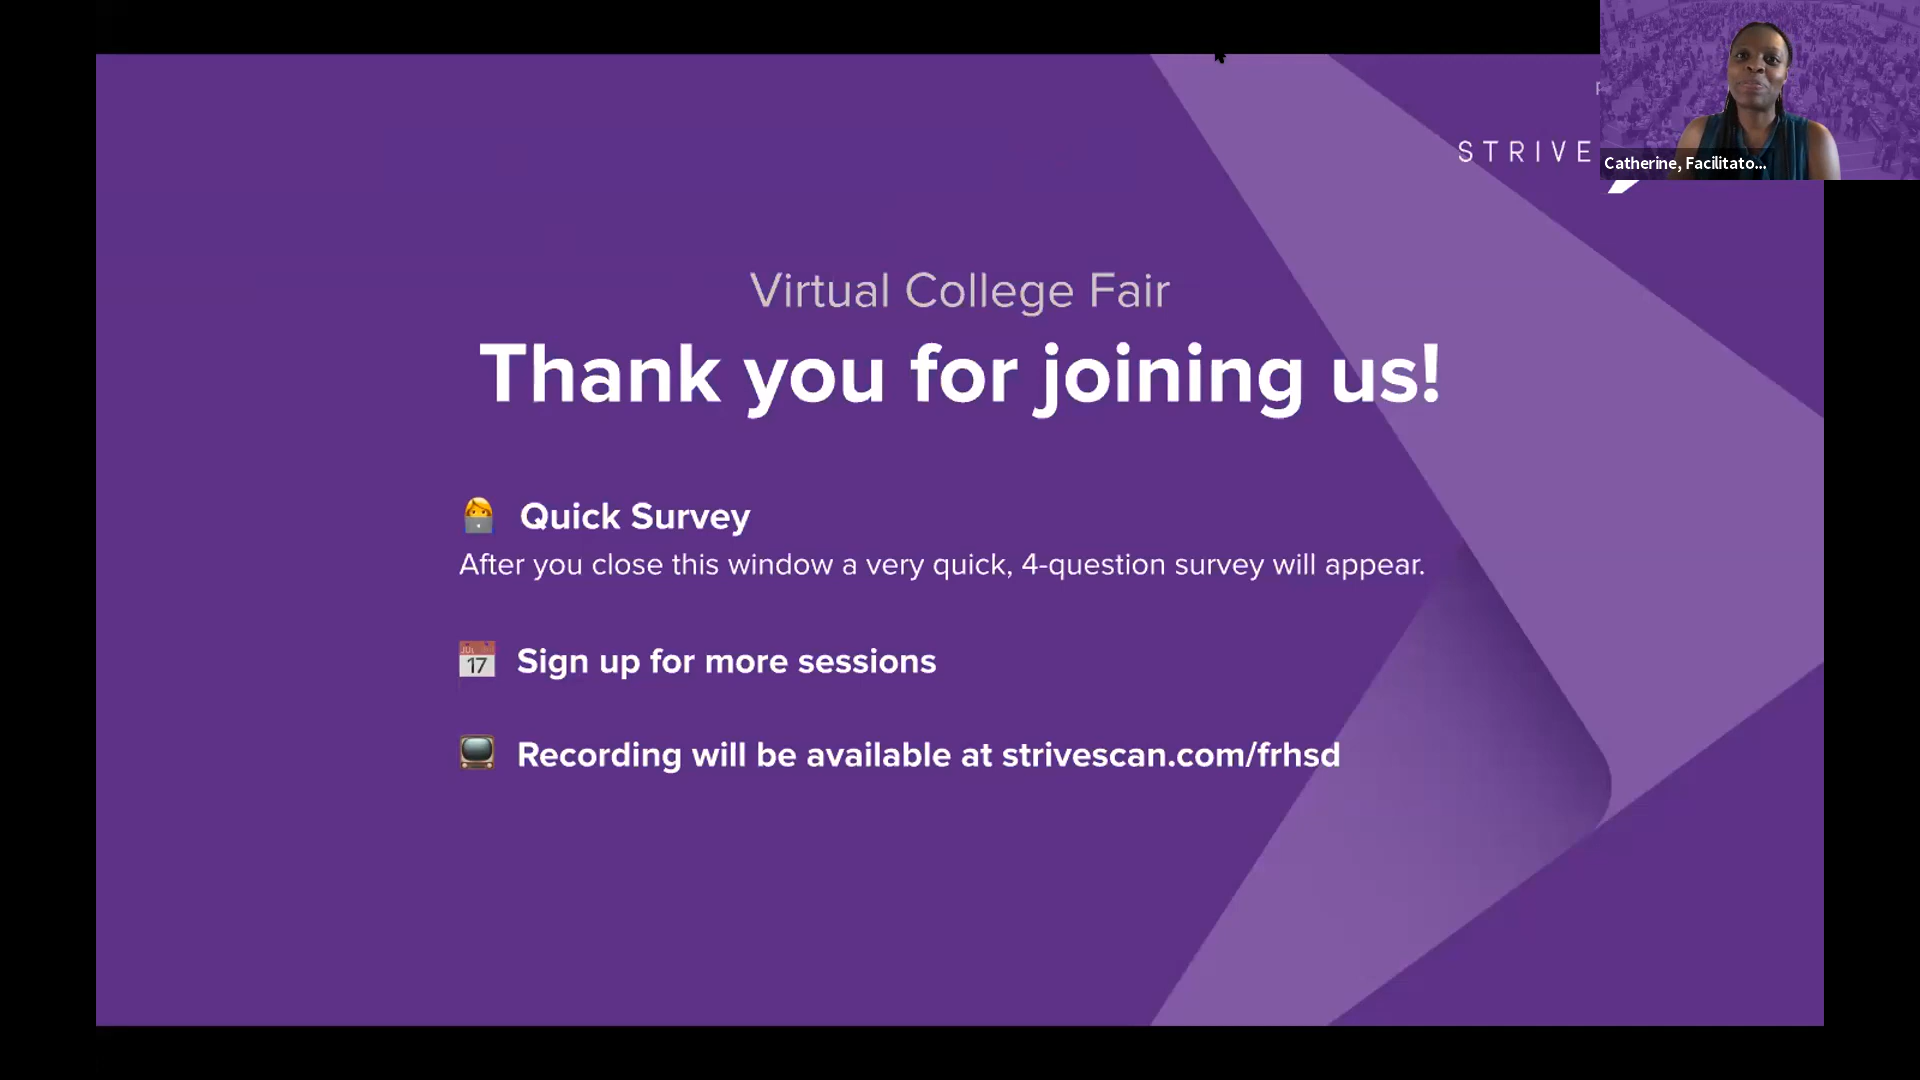 STRIVE
Catherine, Facilitato...
Virtual College Fair
Thank you for joining us!
Quick Survey
After you close this window a very quick, 4-question survey will appear.
JUL
17
Sign up for more sessions
Recording will be available at strivescan.com/frhsd